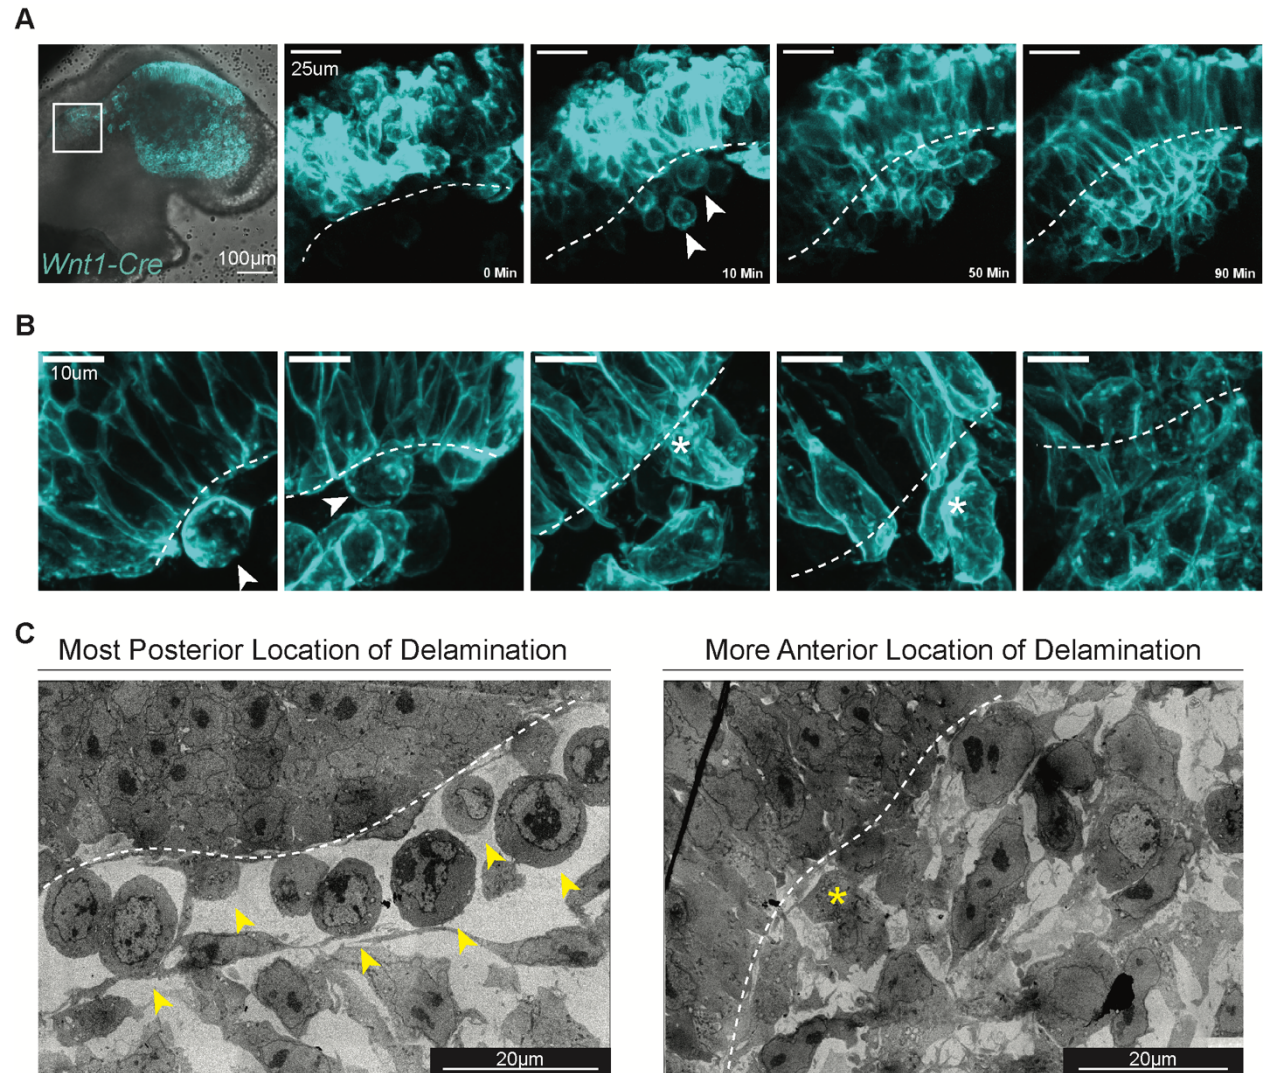 A
25um
Wnt1-Cre
100µm
0 Min
10 Min
50 Min
90 Min
B
10um
*
*
C
Most Posterior Location of Delamination
More Anterior Location of Delamination
*
20µm
20µm